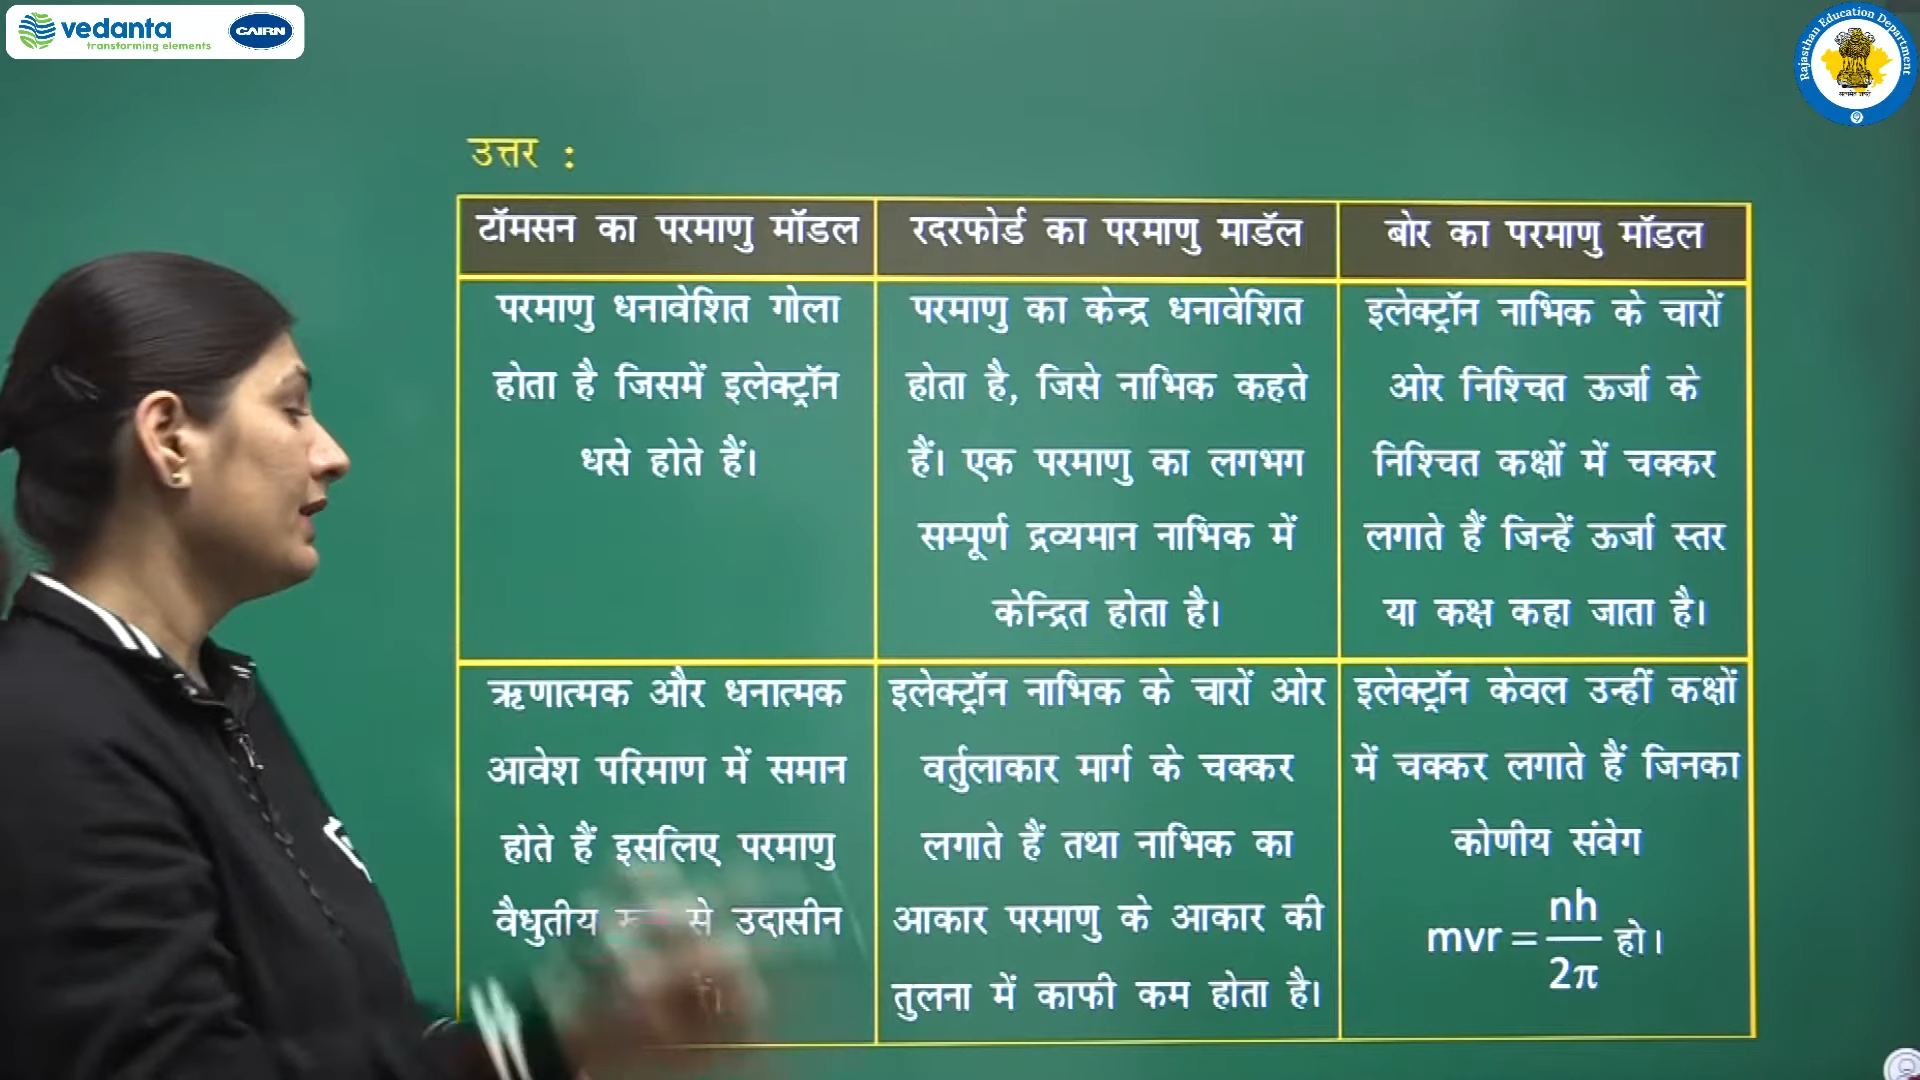 vedanta
transforming elements
CAIRN
Rajasthan Education Department
उत्तर :
टॉमसन का परमाणु मॉडल
रदरफोर्ड का परमाणु मार्डल
बोर का परमाणु मॉडल
परमाणु धनावेशित गोला
होता है जिसमें इलेक्ट्रॉन
धसे होते हैं।
परमाणु का केन्द्र धनावेशित
होता है, जिसे नाभिक कहते
हैं। एक परमाणु का लगभग
सम्पूर्ण द्रव्यमान नाभिक में
केन्द्रित होता है।
इलेक्ट्रॉन नाभिक के चारों
ओर निश्चित ऊर्जा के
निश्चित कक्षों में चक्कर
लगाते हैं जिन्हें ऊर्जा स्तर
या कक्ष कहा जाता है।
ऋणात्मक और धनात्मक
आवेश परिमाण में समान
होते हैं इसलिए परमाणु
वैधुतीय से उदासीन
इलेक्ट्रॉन नाभिक के चारों ओर
वर्तुलाकार मार्ग के चक्कर
लगाते हैं तथा नाभिक का
आकार परमाणु के आकार की
तुलना में काफी कम होता है।
इलेक्ट्रॉन केवल उन्हीं कक्षों
में चक्कर लगाते हैं जिनका
कोणीय संवेग
mvr = nh/2π हो।